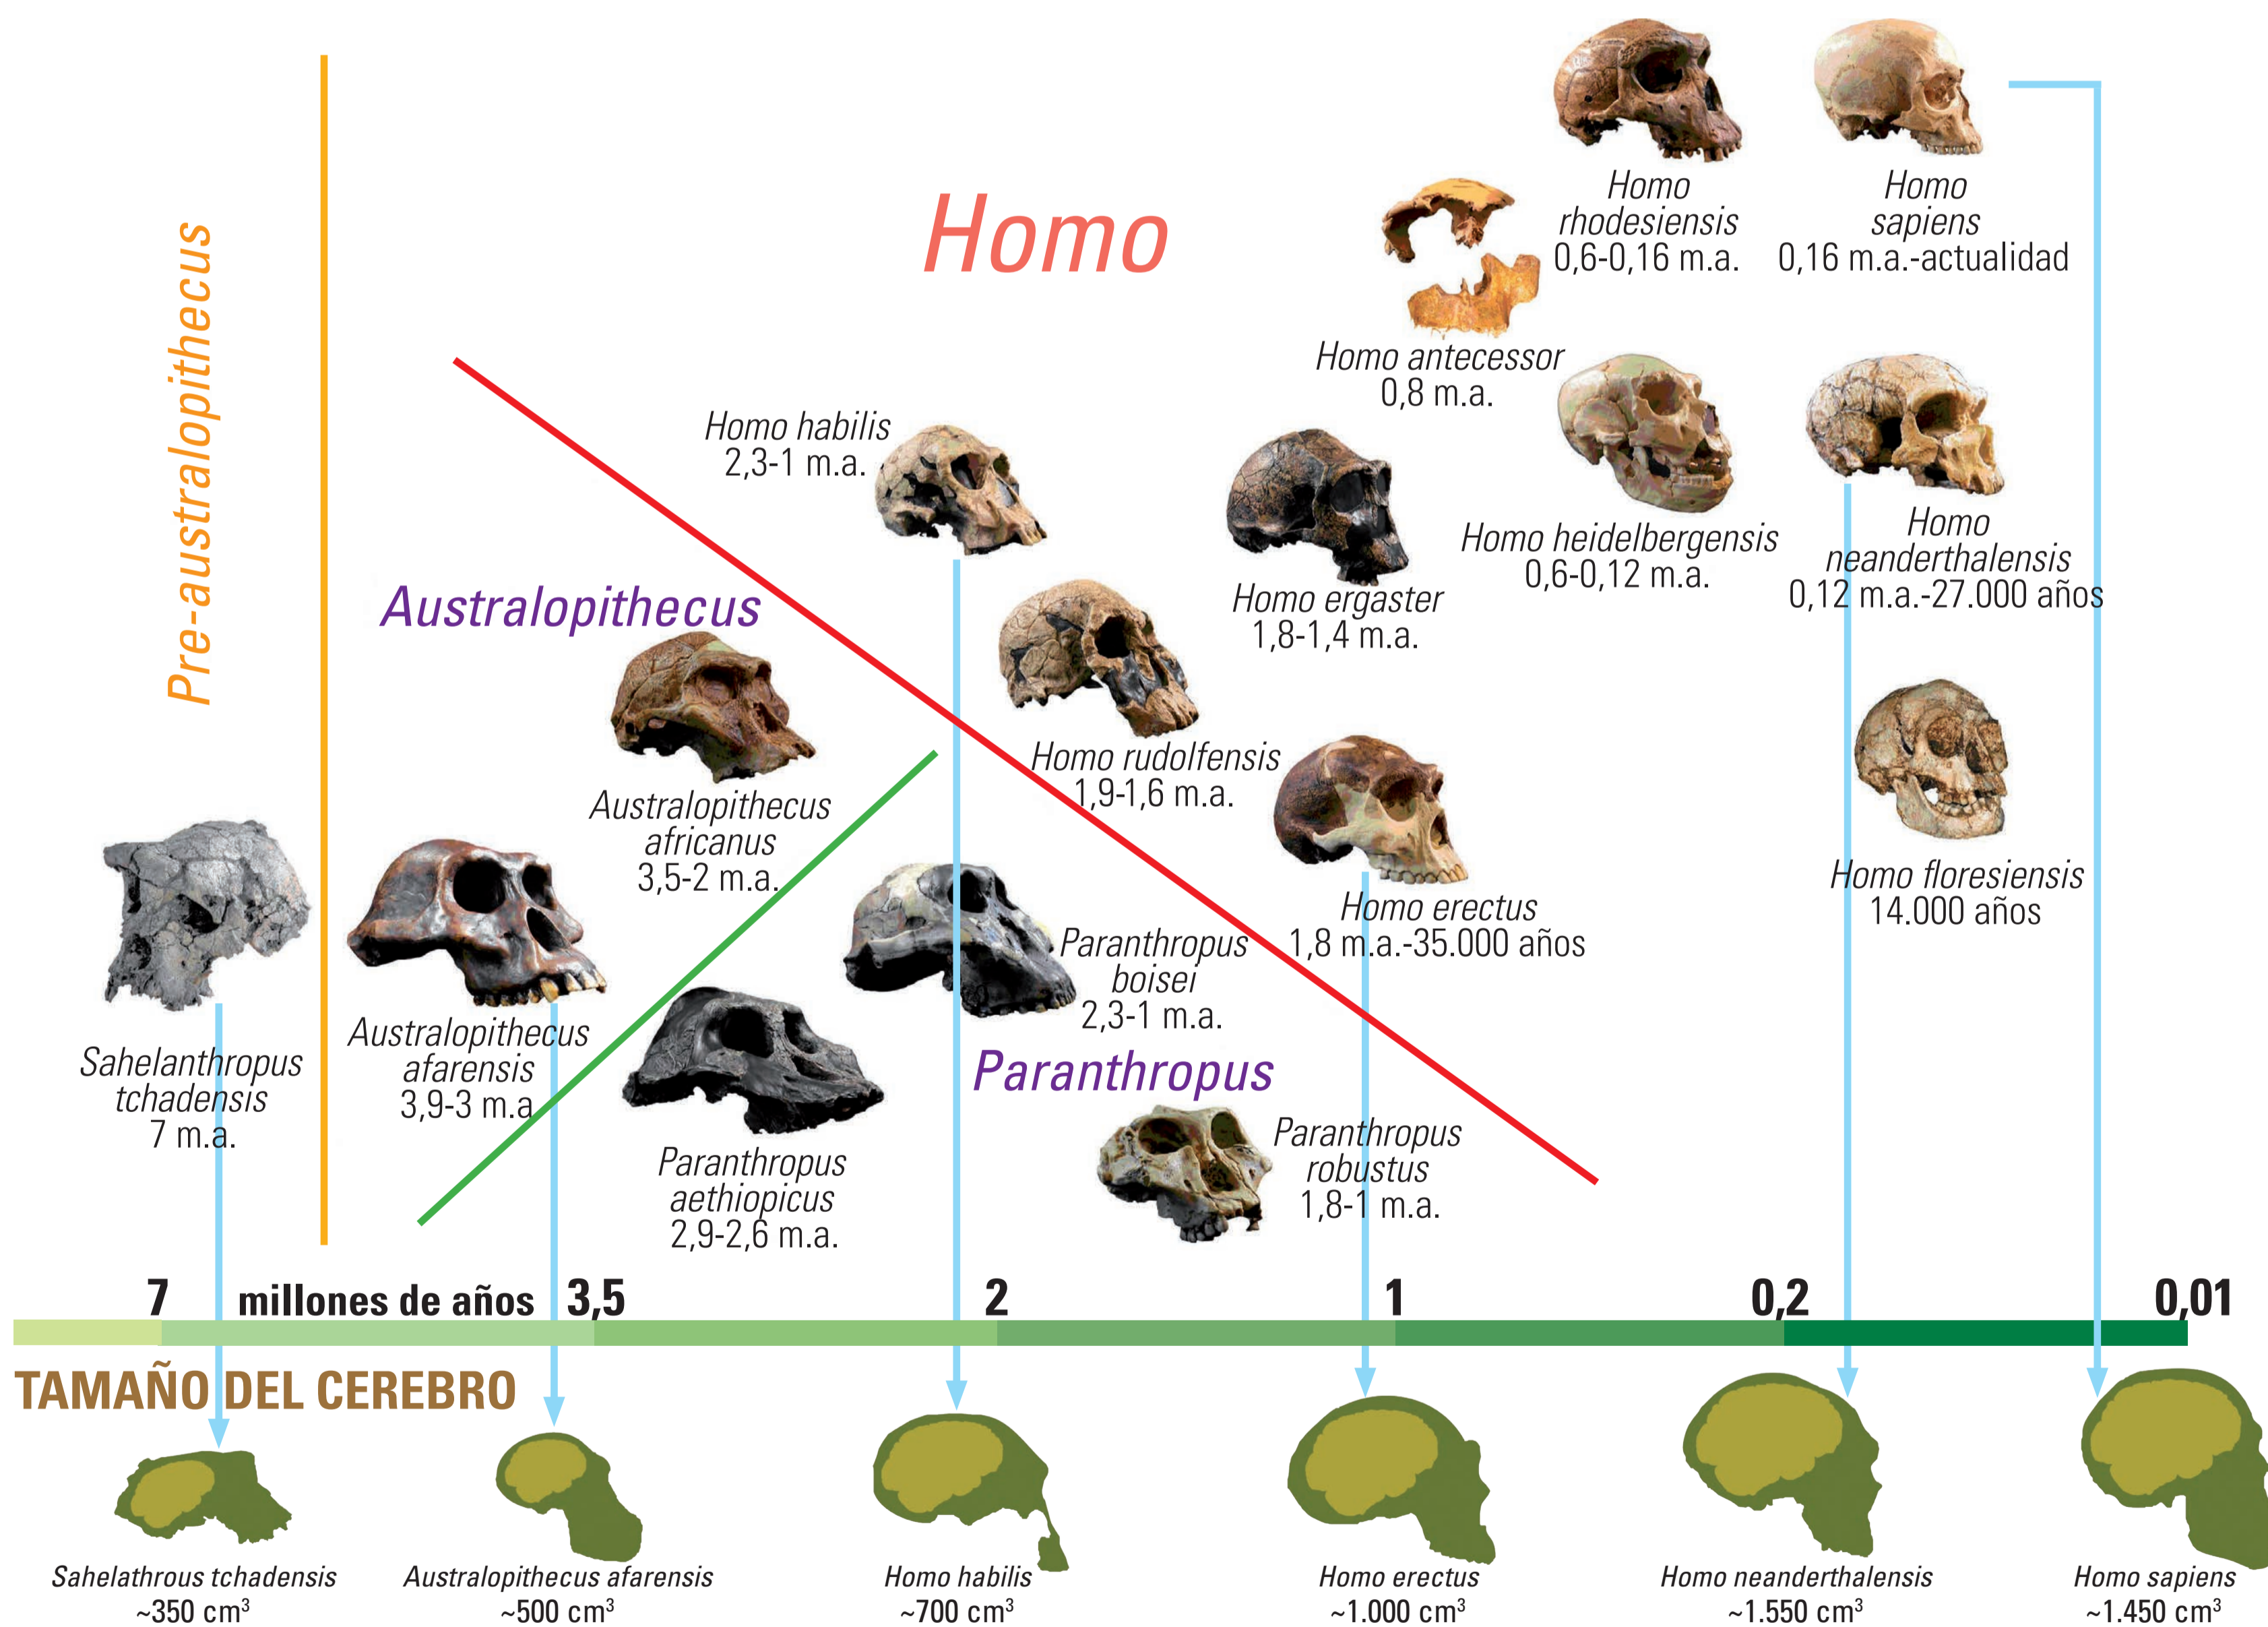 Pre-australopithecus
Homo
Australopithecus
Paranthropus
Homo
rhodesiensis
0,6-0,16 m.a.
Homo
sapiens
0,16 m.a.-actualidad
Homo antecessor
0,8 m.a.
Homo habilis
2,3-1 m.a.
Homo ergaster
1,8-1,4 m.a.
Homo heidelbergensis
0,6-0,12 m.a.
Homo
neanderthalensis
0,12 m.a.-27.000 años
Homo rudolfensis
1,9-1,6 m.a.
Australopithecus
africanus
3,5-2 m.a.
Homo erectus
1,8 m.a.-35.000 años
Homo floresiensis
14.000 años
Sahelanthropus
tchadensis
7 m.a.
Australopithecus
afarensis
3,9-3 m.a
Paranthropus
boisei
2,3-1 m.a.
Paranthropus
aethiopicus
2,9-2,6 m.a.
Paranthropus
robustus
1,8-1 m.a.
7 millones de años 3,5 2 1 0,2 0,01
TAMAÑO DEL CEREBRO
Sahelathrous tchadensis
~350 cm³
Australopithecus afarensis
~500 cm³
Homo habilis
~700 cm³
Homo erectus
~1.000 cm³
Homo neanderthalensis
~1.550 cm³
Homo sapiens
~1.450 cm³